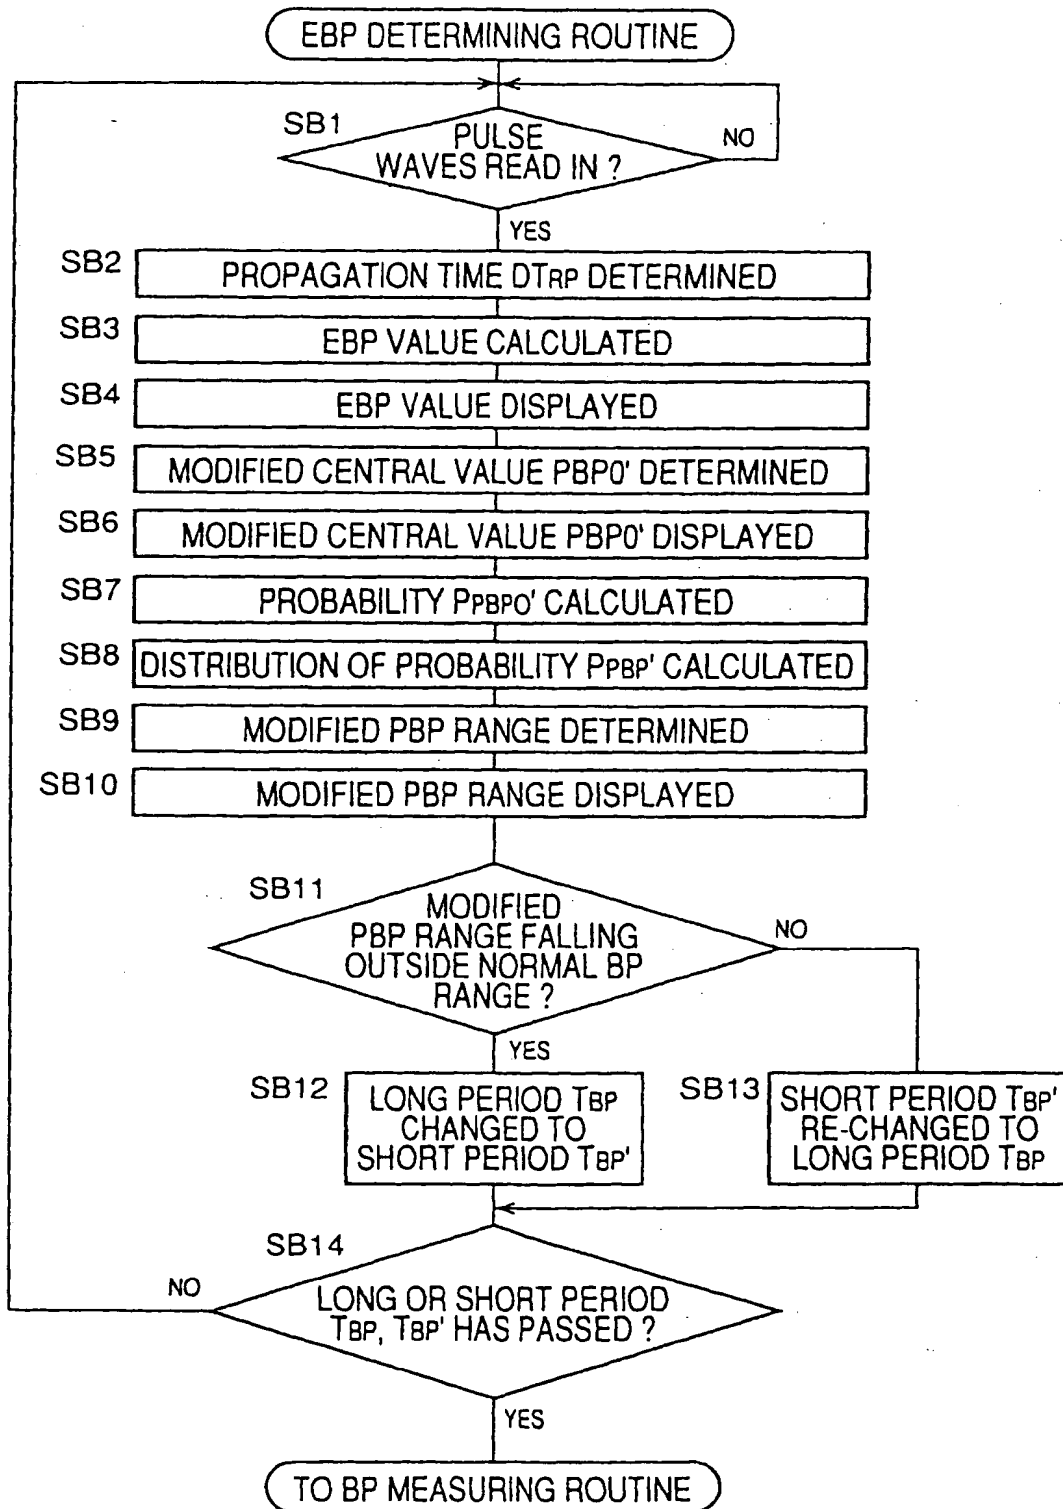 EBP DETERMINING ROUTINE
SB1
PULSE
WAVES READ IN ?
NO
YES
SB2
PROPAGATION TIME DTRP DETERMINED
SB3
EBP VALUE CALCULATED
SB4
EBP VALUE DISPLAYED
SB5
MODIFIED CENTRAL VALUE PBP0' DETERMINED
SB6
MODIFIED CENTRAL VALUE PBP0' DISPLAYED
SB7
PROBABILITY PPBP0' CALCULATED
SB8
DISTRIBUTION OF PROBABILITY PPBP' CALCULATED
SB9
MODIFIED PBP RANGE DETERMINED
SB10
MODIFIED PBP RANGE DISPLAYED
SB11
MODIFIED
PBP RANGE FALLING
OUTSIDE NORMAL BP
RANGE ?
NO
YES
SB12
LONG PERIOD TBP
CHANGED TO
SHORT PERIOD TBP'
SB13
SHORT PERIOD TBP'
RE-CHANGED TO
LONG PERIOD TBP
SB14
NO
LONG OR SHORT PERIOD
TBP, TBP' HAS PASSED ?
YES
TO BP MEASURING ROUTINE